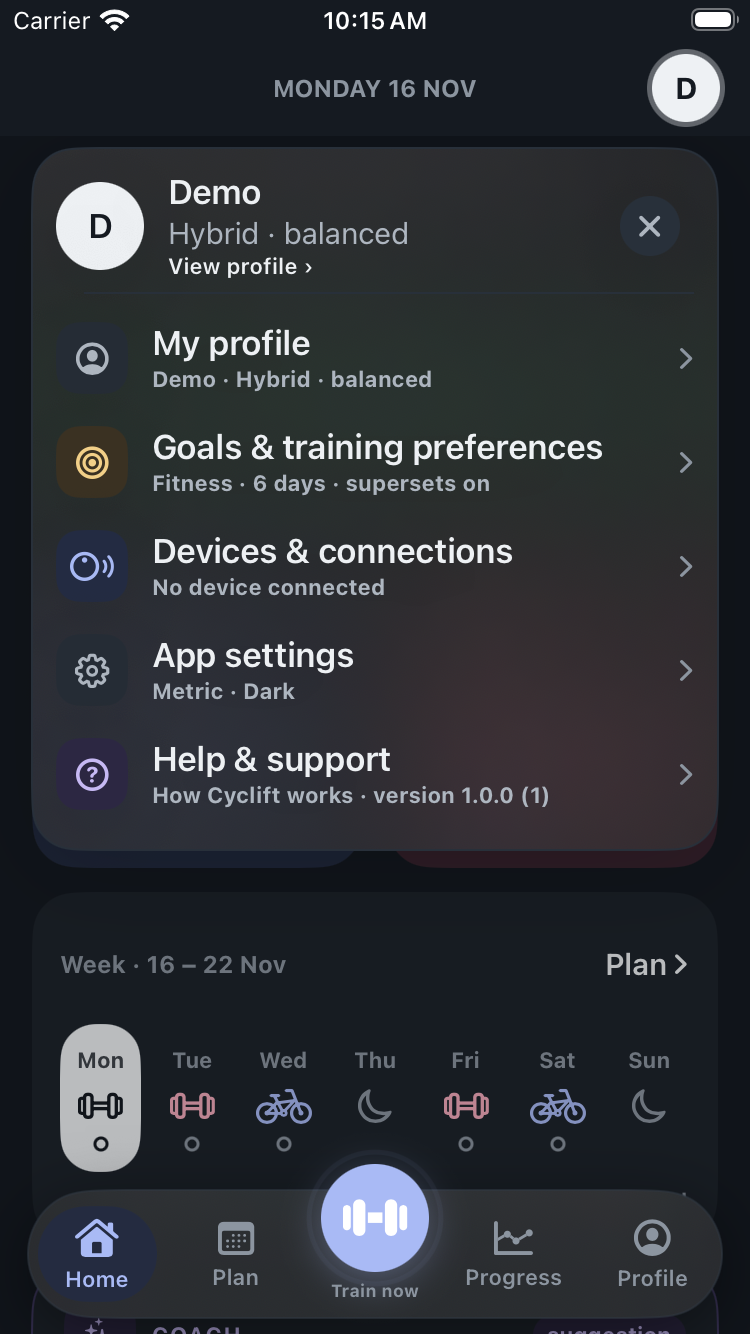 Carrier 10:15 AM
MONDAY 16 NOV
D
D
Demo
Hybrid · balanced
View profile ›
My profile
Demo · Hybrid · balanced
Goals & training preferences
Fitness · 6 days · supersets on
Devices & connections
No device connected
App settings
Metric · Dark
Help & support
How Cyclift works · version 1.0.0 (1)
Week · 16 – 22 Nov
Plan
Mon Tue Wed Thu Fri Sat Sun
Home Plan Train now Progress Profile
COACH suggestion